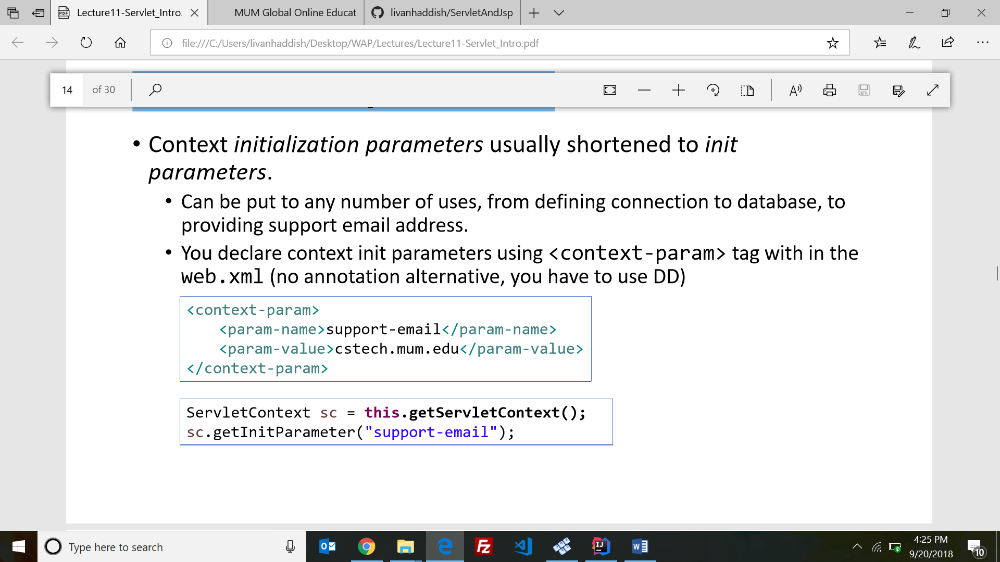 Lecture11-Servlet_Intro.
MUM Global Online Educat
livanhaddish/ServletAndJsp
file:///C:/Users/livanhaddish/Desktop/WAP/Lectures/Lecture11-Servlet_Intro.pdf
14 of 30
• Context initialization parameters usually shortened to init
parameters.
• Can be put to any number of uses, from defining connection to database, to
providing support email address.
• You declare context init parameters using <context-param> tag with in the
web.xml (no annotation alternative, you have to use DD)
<context-param>
<param-name>support-email</param-name>
<param-value>cstech.mum.edu</param-value>
</context-param>
ServletContext sc = this.getServletContext();
sc.getInitParameter("support-email");
Type here to search
4:25 PM
9/20/2018
10